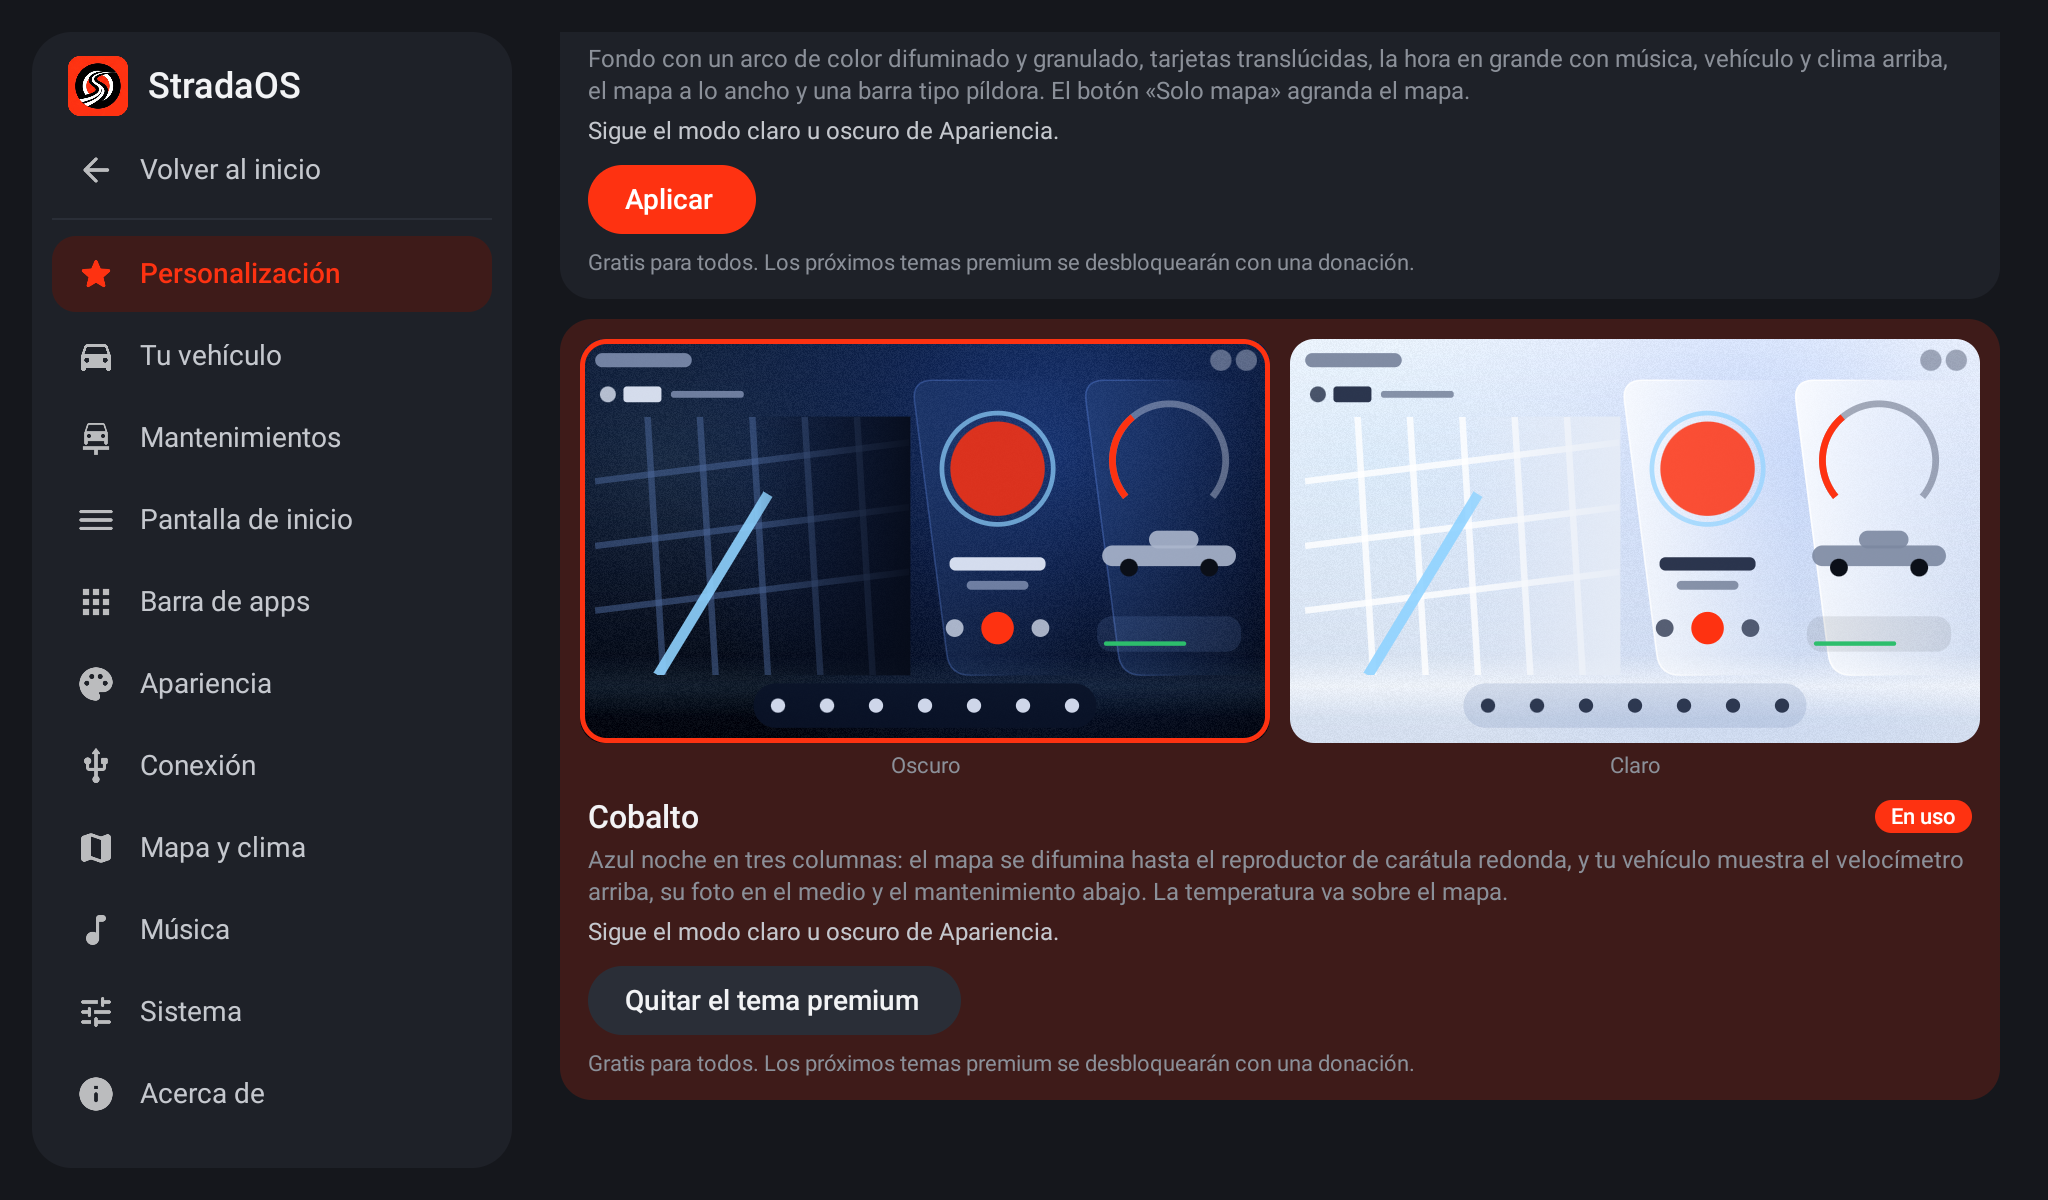 StradaOS
Volver al inicio
Personalización
Tu vehículo
Mantenimientos
Pantalla de inicio
Barra de apps
Apariencia
Conexión
Mapa y clima
Música
Sistema
Acerca de
Fondo con un arco de color difuminado y granulado, tarjetas translúcidas, la hora en grande con música, vehículo y clima arriba,
el mapa a lo ancho y una barra tipo píldora. El botón «Solo mapa» agranda el mapa.
Sigue el modo claro u oscuro de Apariencia.
Aplicar
Gratis para todos. Los próximos temas premium se desbloquearán con una donación.
Oscuro
Claro
Cobalto
En uso
Azul noche en tres columnas: el mapa se difumina hasta el reproductor de carátula redonda, y tu vehículo muestra el velocímetro
arriba, su foto en el medio y el mantenimiento abajo. La temperatura va sobre el mapa.
Sigue el modo claro u oscuro de Apariencia.
Quitar el tema premium
Gratis para todos. Los próximos temas premium se desbloquearán con una donación.